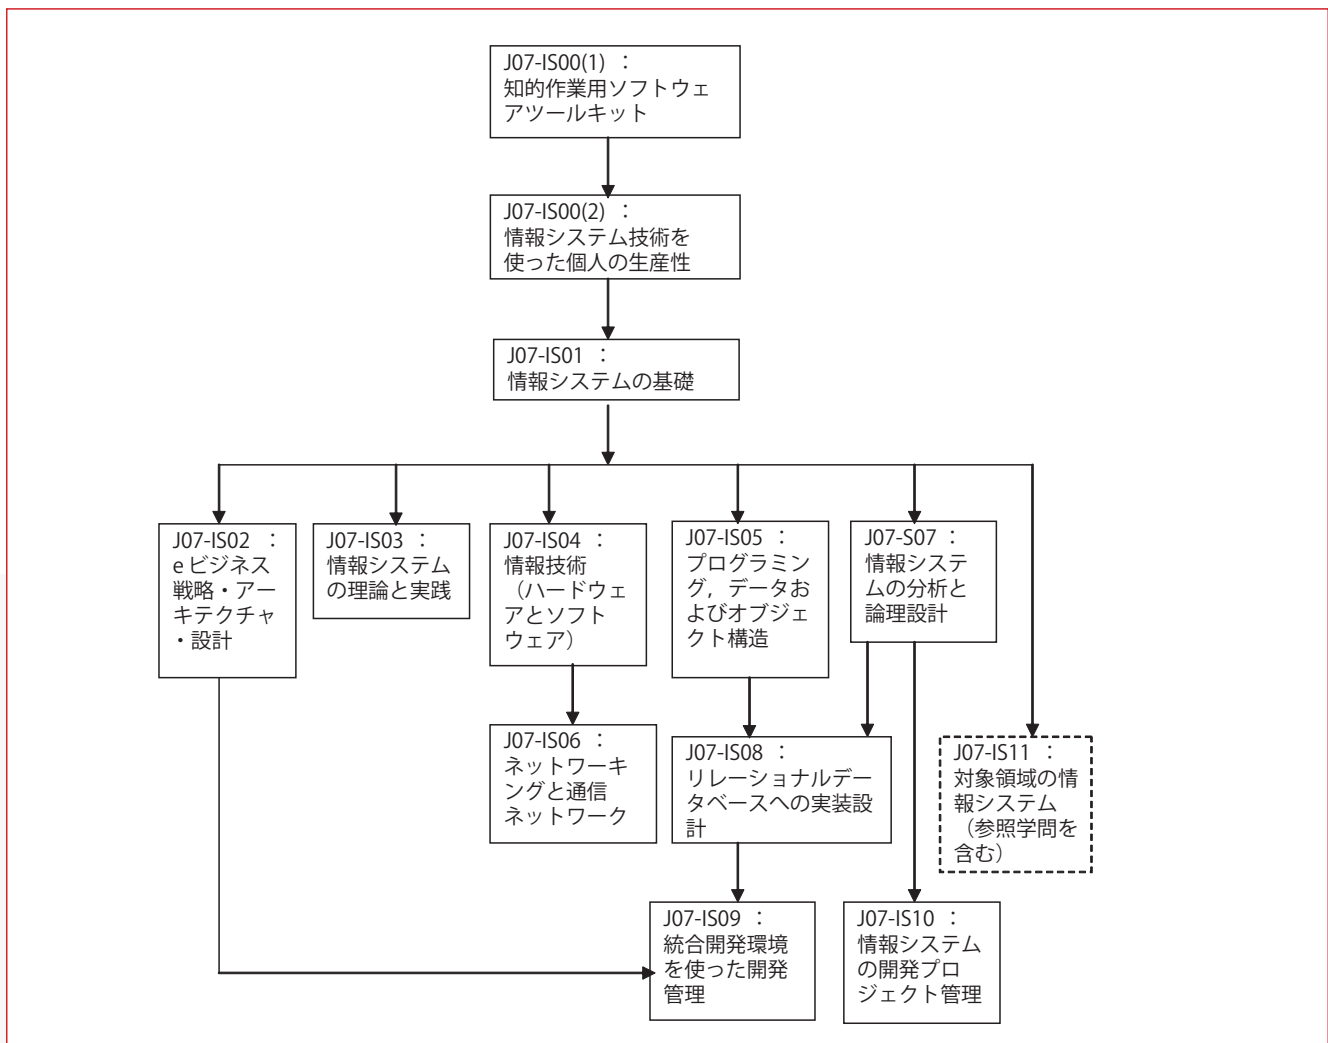 J07-IS00(1) ：
知的作業用ソフトウェ
アツールキット
J07-IS00(2) ：
情報システム技術を
使った個人の生産性
J07-IS01 ：
情報システムの基礎
J07-IS02 ：
e ビジネス
戦略・アー
キテクチャ
・設計
J07-IS03 ：
情報システム
の理論と実践
J07-IS04 ：
情報技術
（ハードウェ
アとソフト
ウェア）
J07-IS05 ：
プログラミン
グ，データお
よびオブジェ
クト構造
J07-S07 ：
情報システ
ムの分析と
論理設計
J07-IS06 ：
ネットワーキ
ングと通信
ネットワーク
J07-IS08 ：
リレーショナルデー
タベースへの実装設
計
J07-IS11 ：
対象領域の情
報システム
（参照学問を
含む）
J07-IS09 ：
統合開発環境
を使った開発
管理
J07-IS10 ：
情報システム
の開発プロ
ジェクト管理